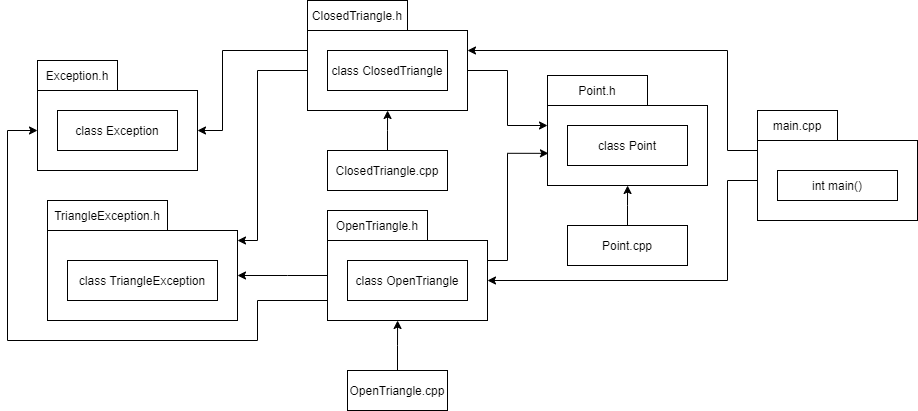 ClosedTriangle.h
class ClosedTriangle
Exception.h
class Exception
Point.h
class Point
main.cpp
int main()
ClosedTriangle.cpp
TriangleException.h
class TriangleException
OpenTriangle.h
class OpenTriangle
Point.cpp
OpenTriangle.cpp